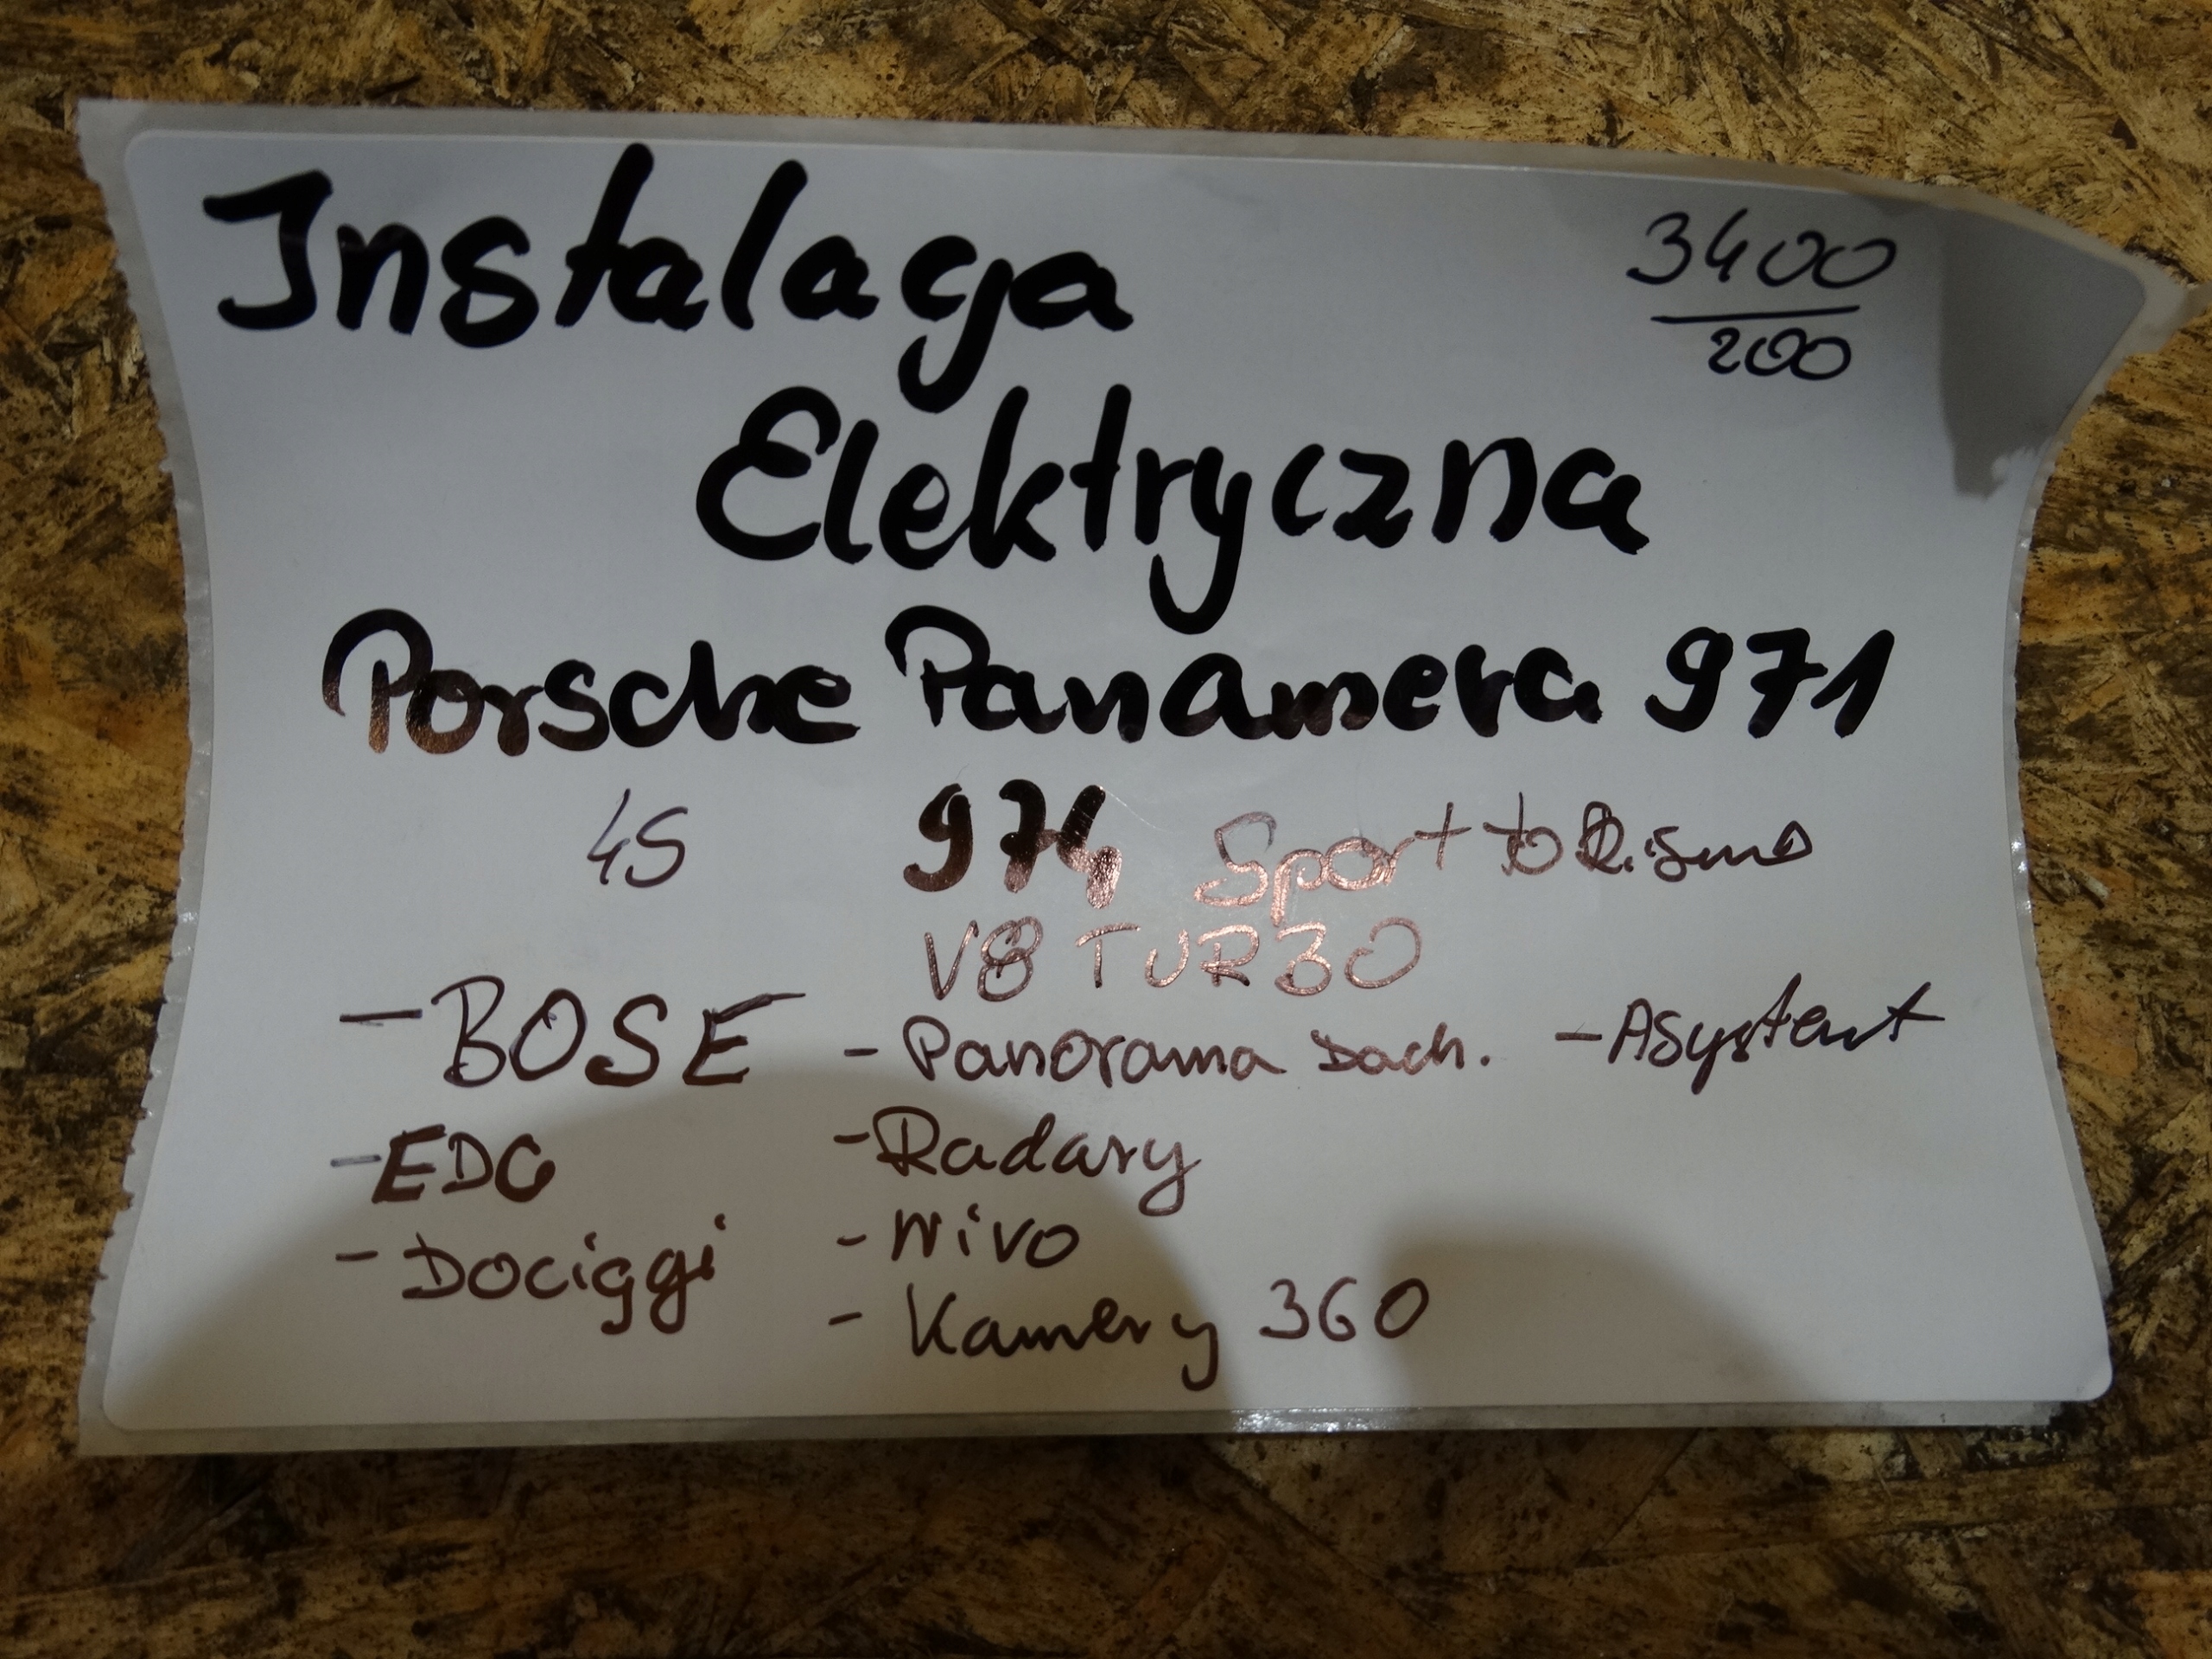 Instalacja
3400
200
Elektryczna
Porsche Panamera 971
4S 974 Sport toRismo
V8 TURBO
- BOSE - Panorama Dach. - Asystent
- EDC - Radary
- Dociągi - Nivo
- Kamery 360